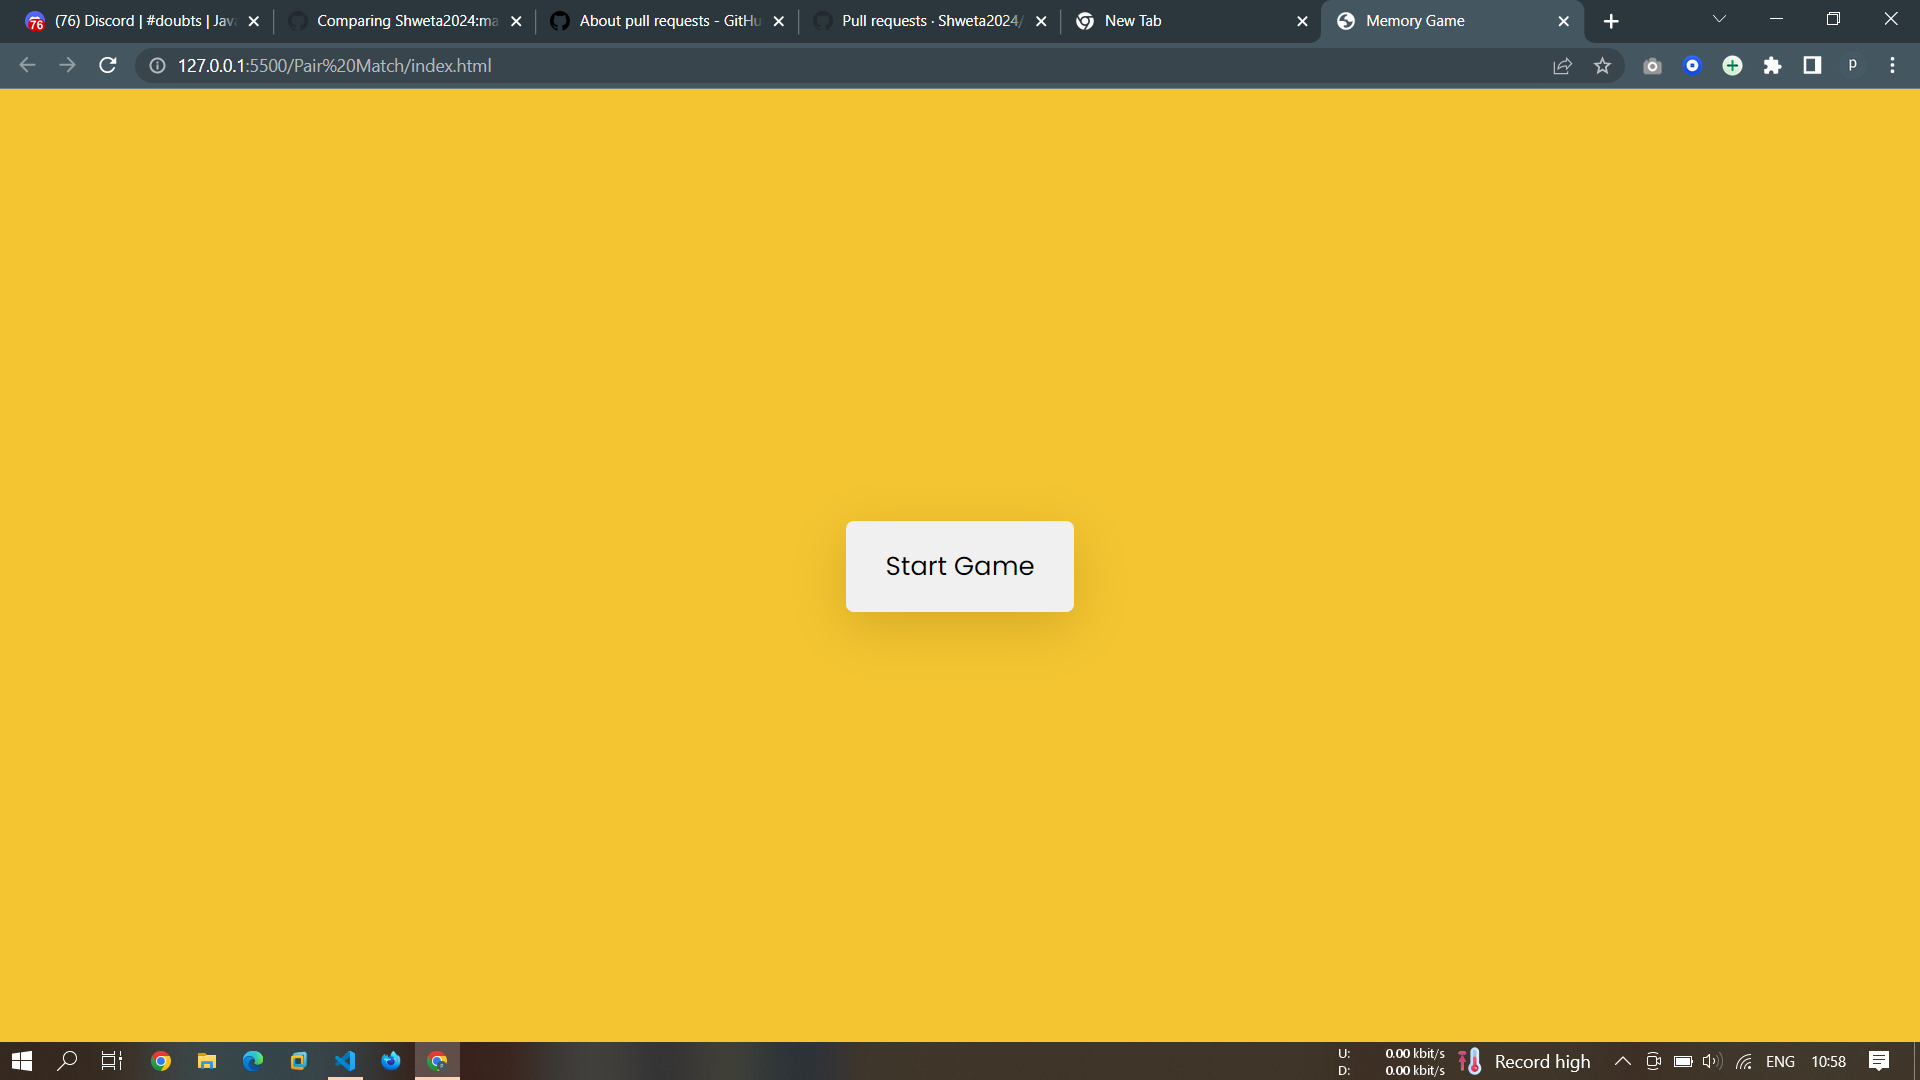 76 (76) Discord | #doubts | Java
Comparing Shweta2024:ma
About pull requests - GitHu
Pull requests · Shweta2024/
New Tab
Memory Game
127.0.0.1:5500/Pair%20Match/index.html
p
Start Game
U: 0.00 kbit/s
D: 0.00 kbit/s
Record high
ENG
10:58